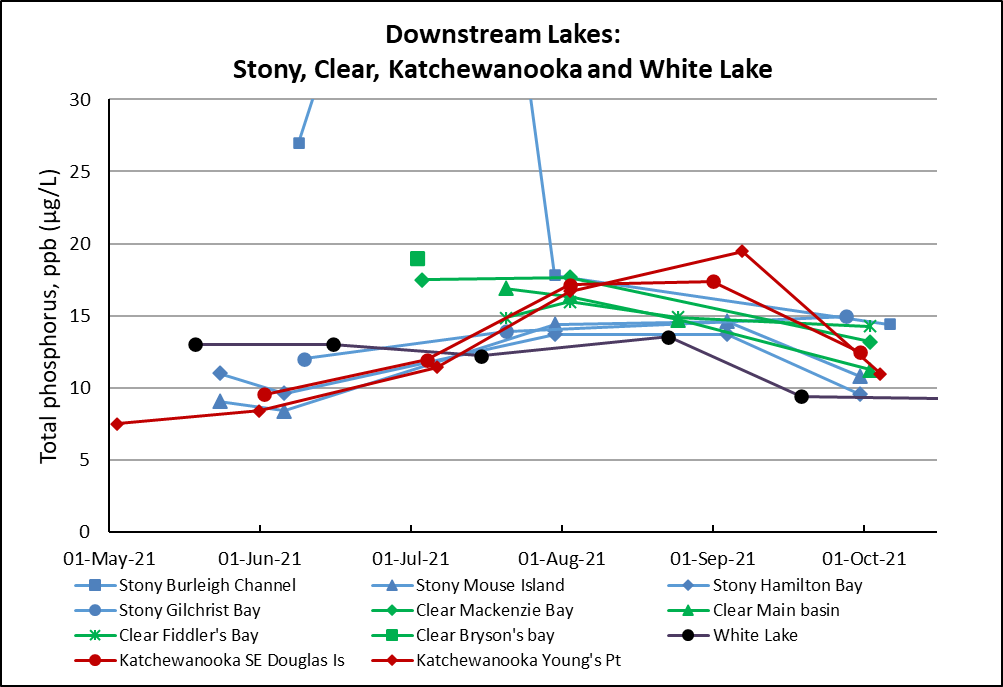 Downstream Lakes:
Stony, Clear, Katchewanooka and White Lake
Total phosphorus, ppb (µg/L)
30
25
20
15
10
5
0
01-May-21 01-Jun-21 01-Jul-21 01-Aug-21 01-Sep-21 01-Oct-21
Stony Burleigh Channel Stony Mouse Island Stony Hamilton Bay
Stony Gilchrist Bay Clear Mackenzie Bay Clear Main basin
Clear Fiddler's Bay Clear Bryson's bay White Lake
Katchewanooka SE Douglas Is Katchewanooka Young's Pt